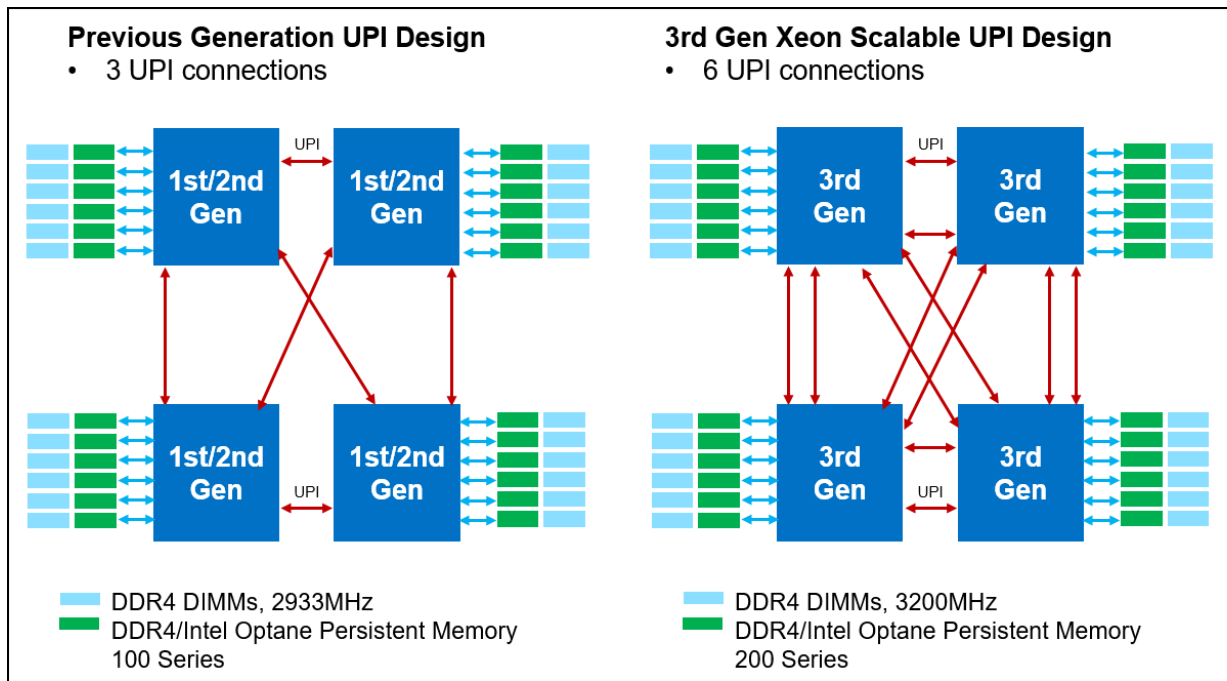 Previous Generation UPI Design
• 3 UPI connections
UPI
1st/2nd
Gen
1st/2nd
Gen
1st/2nd
Gen
1st/2nd
Gen
UPI
DDR4 DIMMs, 2933MHz
DDR4/Intel Optane Persistent Memory
100 Series
3rd Gen Xeon Scalable UPI Design
• 6 UPI connections
UPI
3rd
Gen
3rd
Gen
3rd
Gen
3rd
Gen
UPI
DDR4 DIMMs, 3200MHz
DDR4/Intel Optane Persistent Memory
200 Series